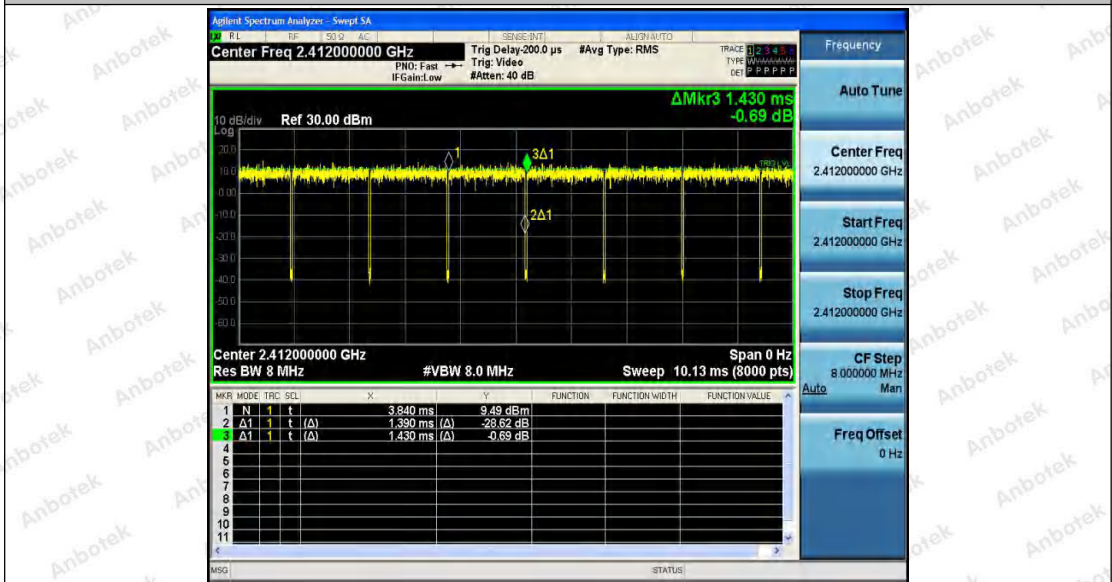 Agilent Spectrum Analyzer - Swept SA
RL RF 50 Ω AC SENSE:INT ALIGN AUTO
Center Freq 2.412000000 GHz
PNO: Fast
IFGain:Low
Trig Delay-200.0 µs
Trig: Video
#Atten: 40 dB
#Avg Type: RMS
TRACE 1 2 3 4 5 6
TYPE
DET P P P P P P
ΔMkr3 1.430 ms
-0.69 dB
10 dB/div
Log
Ref 30.00 dBm
20.0
10.0
0.00
-10.0
-20.0
-30.0
-40.0
-50.0
-60.0
1
3Δ1
2Δ1
TRIG LVL
Center 2.412000000 GHz
Span 0 Hz
Res BW 8 MHz
#VBW 8.0 MHz
Sweep 10.13 ms (8000 pts)
MKR MODE TRC SCL X Y FUNCTION FUNCTION WIDTH FUNCTION VALUE
1 N 1 t 3.840 ms 9.49 dBm
2 Δ1 1 t (Δ) 1.390 ms (Δ) -28.62 dB
3 Δ1 1 t (Δ) 1.430 ms (Δ) -0.69 dB
4
5
6
7
8
9
10
11
MSG
STATUS
Frequency
Auto Tune
Center Freq
2.412000000 GHz
Start Freq
2.412000000 GHz
Stop Freq
2.412000000 GHz
CF Step
8.000000 MHz
Auto Man
Freq Offset
0 Hz
Anbotek